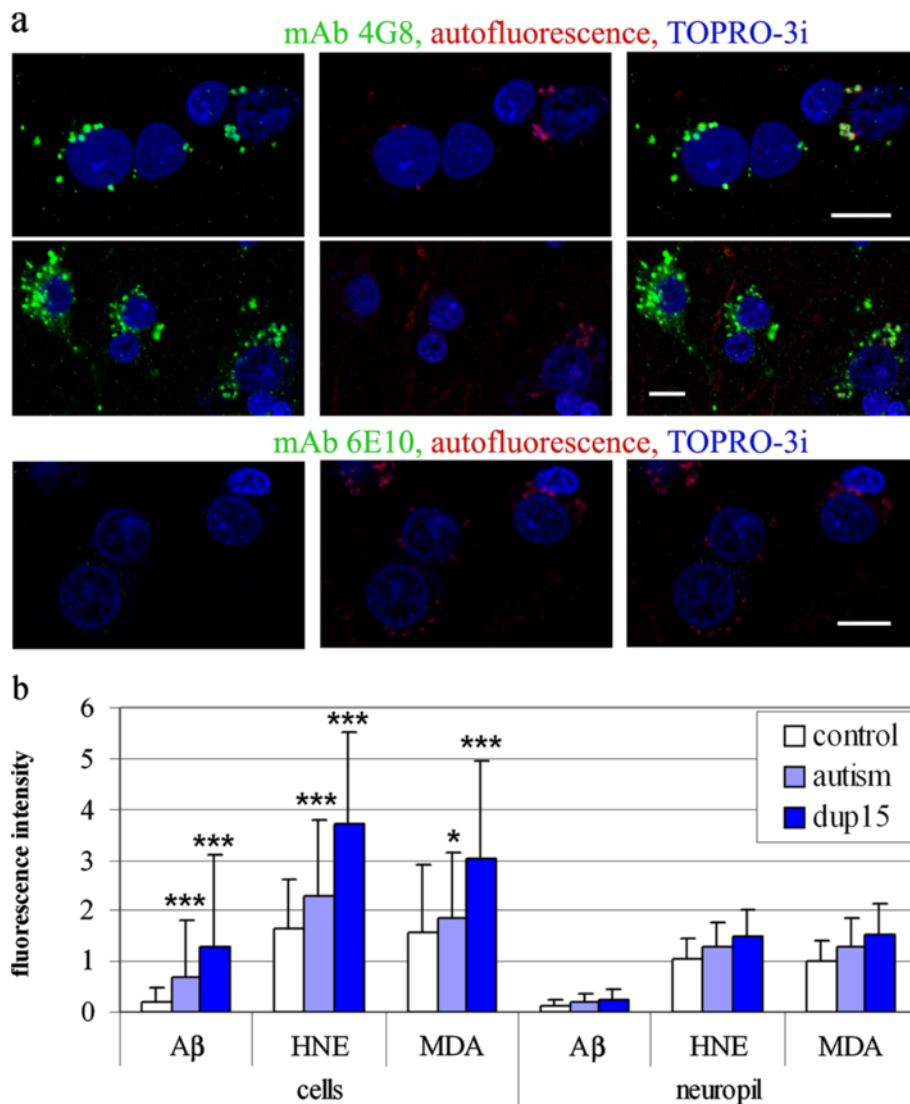 a
mAb 4G8, autofluorescence, TOPRO-3i
mAb 6E10, autofluorescence, TOPRO-3i
b
fluorescence intensity
6
5
4
3
2
1
0
*** *** *** *** * ***
control
autism
dup15
Aβ HNE MDA Aβ HNE MDA
cells neuropil